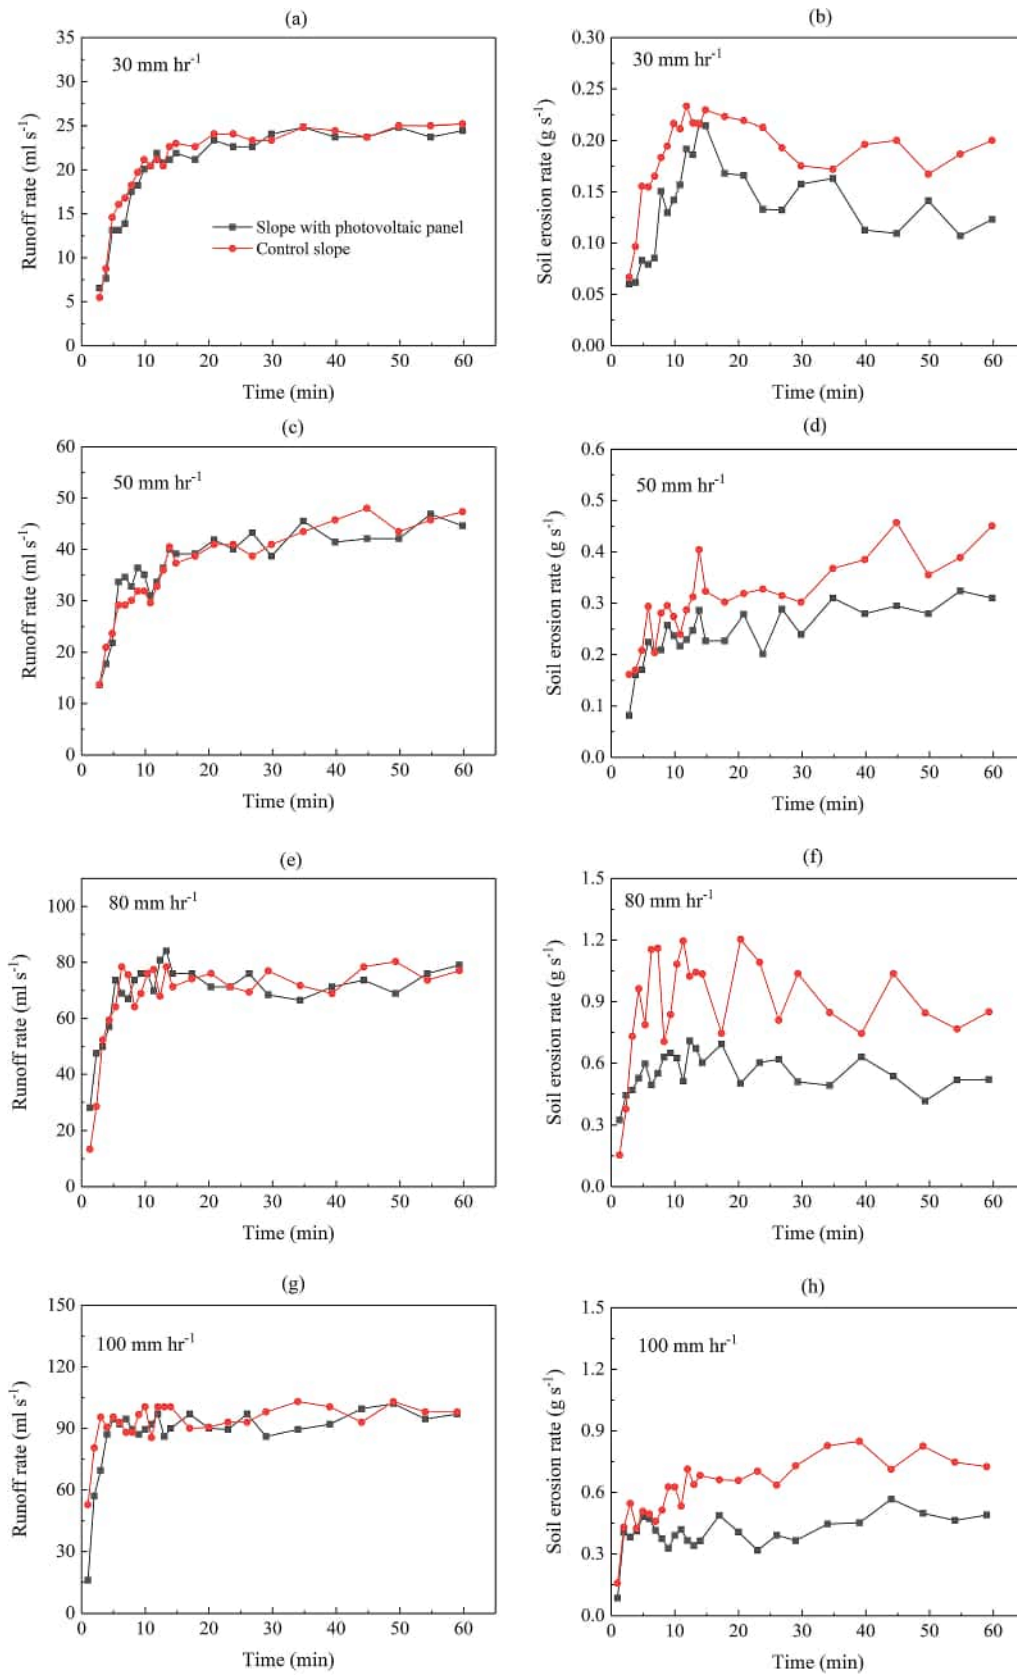 (a)
30 mm hr⁻¹
Runoff rate (ml s⁻¹)
35
30
25
20
15
10
5
0
Slope with photovoltaic panel
Control slope
0 10 20 30 40 50 60
Time (min)
(b)
30 mm hr⁻¹
Soil erosion rate (g s⁻¹)
0.30
0.25
0.20
0.15
0.10
0.05
0.00
0 10 20 30 40 50 60
Time (min)
(c)
50 mm hr⁻¹
Runoff rate (ml s⁻¹)
60
50
40
30
20
10
0
0 10 20 30 40 50 60
Time (min)
(d)
50 mm hr⁻¹
Soil erosion rate (g s⁻¹)
0.6
0.5
0.4
0.3
0.2
0.1
0.0
0 10 20 30 40 50 60
Time (min)
(e)
80 mm hr⁻¹
Runoff rate (ml s⁻¹)
100
80
60
40
20
0
0 10 20 30 40 50 60
Time (min)
(f)
80 mm hr⁻¹
Soil erosion rate (g s⁻¹)
1.5
1.2
0.9
0.6
0.3
0.0
0 10 20 30 40 50 60
Time (min)
(g)
100 mm hr⁻¹
Runoff rate (ml s⁻¹)
150
120
90
60
30
0
0 10 20 30 40 50 60
Time (min)
(h)
100 mm hr⁻¹
Soil erosion rate (g s⁻¹)
1.5
1.2
0.9
0.6
0.3
0.0
0 10 20 30 40 50 60
Time (min)